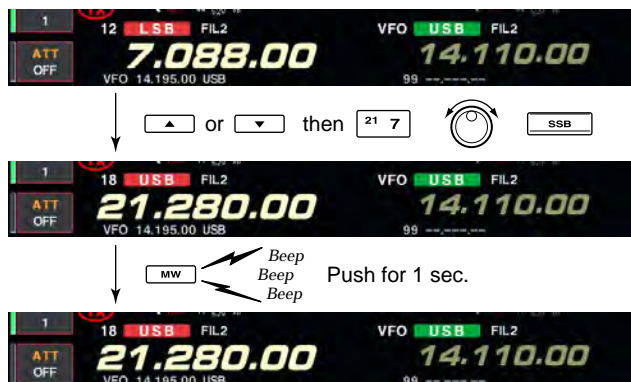 1
12 LSB FIL2 VFO USB FIL2
ATT OFF 7.088.00 14.110.00
VFO 14.195.00 USB 99 --.---.--
▲ or ▼ then 21 7 SSB
1
18 USB FIL2 VFO USB FIL2
ATT OFF 21.280.00 14.110.00
VFO 14.195.00 USB 99 --.---.--
Beep
MW Beep Push for 1 sec.
Beep
1
18 USB FIL2 VFO USB FIL2
ATT OFF 21.280.00 14.110.00
VFO 14.195.00 USB 99